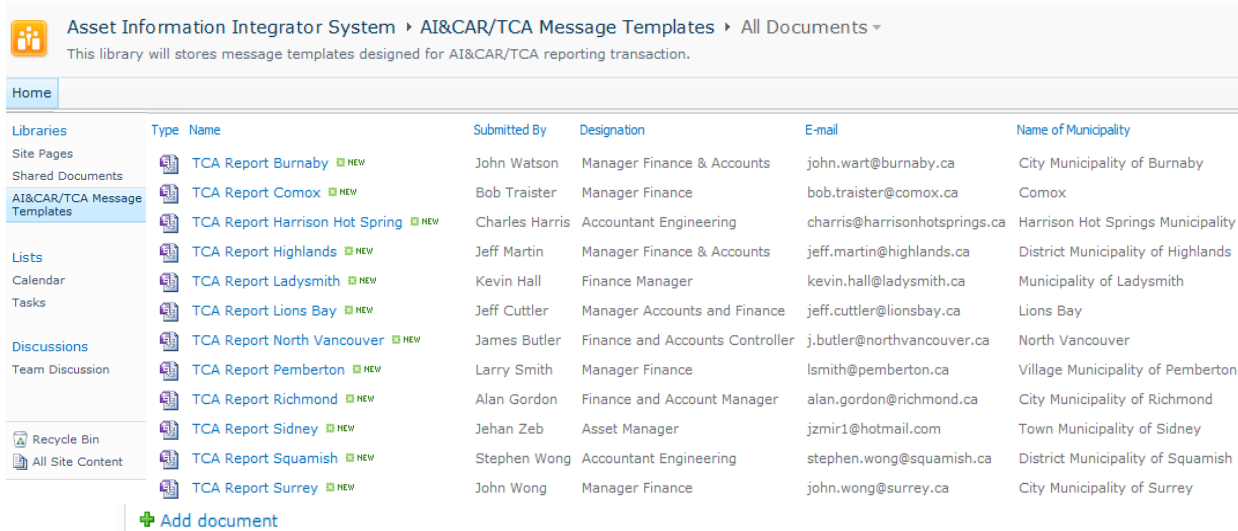 Asset Information Integrator System ▸ AI&CAR/TCA Message Templates ▸ All Documents
This library will stores message templates designed for AI&CAR/TCA reporting transaction.
Home
Libraries
Site Pages
Shared Documents
AI&CAR/TCA Message
Templates
Lists
Calendar
Tasks
Discussions
Team Discussion
Recycle Bin
All Site Content
Type Name Submitted By Designation E-mail Name of Municipality
TCA Report Burnaby NEW John Watson Manager Finance & Accounts john.wart@burnaby.ca City Municipality of Burnaby
TCA Report Comox NEW Bob Traister Manager Finance bob.traister@comox.ca Comox
TCA Report Harrison Hot Spring NEW Charles Harris Accountant Engineering charris@harrisonhotsprings.ca Harrison Hot Springs Municipality
TCA Report Highlands NEW Jeff Martin Manager Finance & Accounts jeff.martin@highlands.ca District Municipality of Highlands
TCA Report Ladysmith NEW Kevin Hall Finance Manager kevin.hall@ladysmith.ca Municipality of Ladysmith
TCA Report Lions Bay NEW Jeff Cuttler Manager Accounts and Finance jeff.cuttler@lionsbay.ca Lions Bay
TCA Report North Vancouver NEW James Butler Finance and Accounts Controller j.butler@northvancouver.ca North Vancouver
TCA Report Pemberton NEW Larry Smith Manager Finance lsmith@pemberton.ca Village Municipality of Pemberton
TCA Report Richmond NEW Alan Gordon Finance and Account Manager alan.gordon@richmond.ca City Municipality of Richmond
TCA Report Sidney NEW Jehan Zeb Asset Manager jzmir1@hotmail.com Town Municipality of Sidney
TCA Report Squamish NEW Stephen Wong Accountant Engineering stephen.wong@squamish.ca District Municipality of Squamish
TCA Report Surrey NEW John Wong Manager Finance john.wong@surrey.ca City Municipality of Surrey
Add document